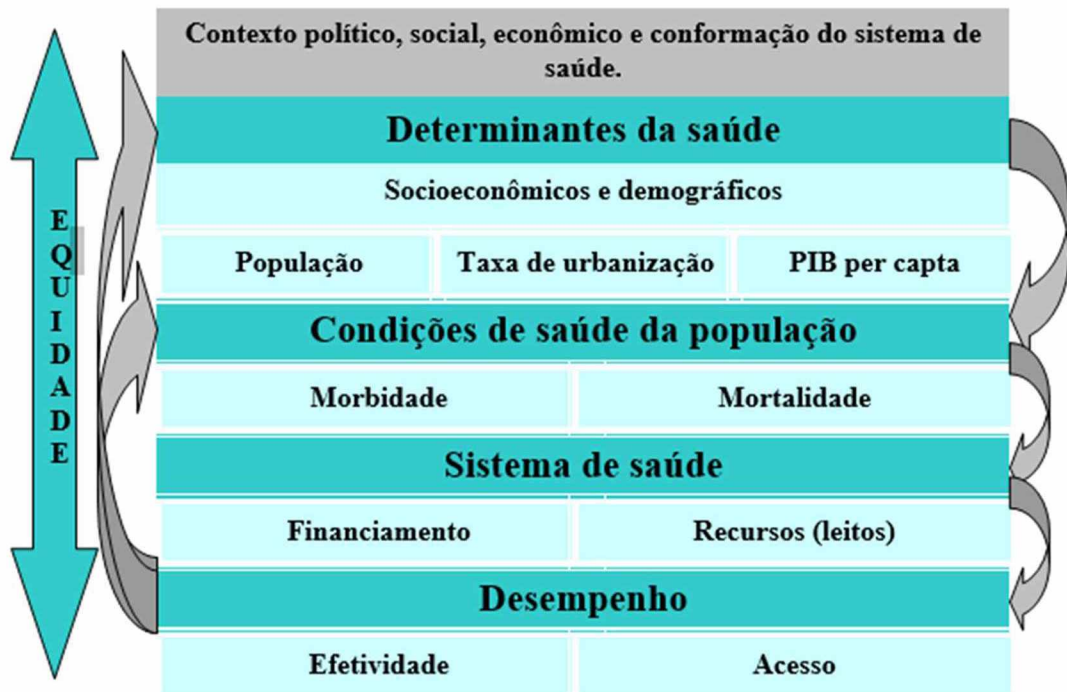 Contexto político, social, econômico e conformação do sistema de
saúde.
Determinantes da saúde
Socioeconômicos e demográficos
População
Taxa de urbanização
PIB per capta
Condições de saúde da população
Morbidade
Mortalidade
Sistema de saúde
Financiamento
Recursos (leitos)
Desempenho
Efetividade
Acesso
EQUIDADE